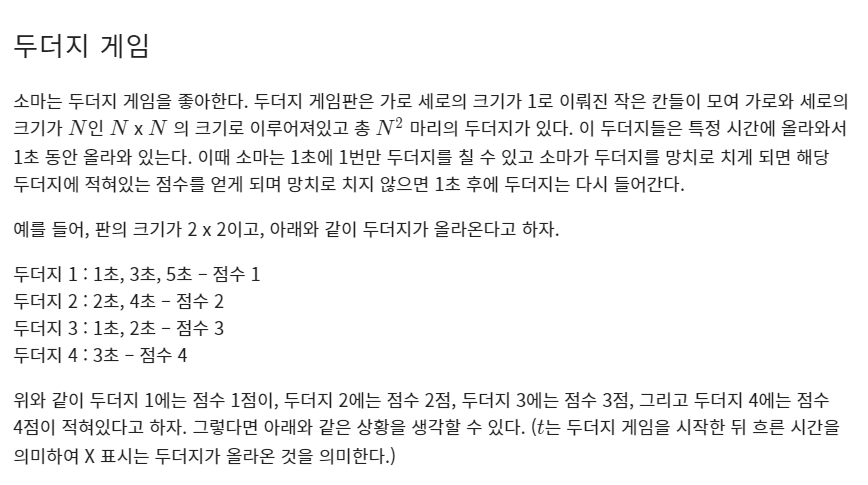 두더지 게임
소마는 두더지 게임을 좋아한다. 두더지 게임판은 가로 세로의 크기가 1로 이뤄진 작은 칸들이 모여 가로와 세로의
크기가 N인 N x N 의 크기로 이루어져있고 총 N² 마리의 두더지가 있다. 이 두더지들은 특정 시간에 올라와서
1초 동안 올라와 있는다. 이때 소마는 1초에 1번만 두더지를 칠 수 있고 소마가 두더지를 망치로 치게 되면 해당
두더지에 적혀있는 점수를 얻게 되며 망치로 치지 않으면 1초 후에 두더지는 다시 들어간다.
예를 들어, 판의 크기가 2 x 2이고, 아래와 같이 두더지가 올라온다고 하자.
두더지 1 : 1초, 3초, 5초 – 점수 1
두더지 2 : 2초, 4초 – 점수 2
두더지 3 : 1초, 2초 – 점수 3
두더지 4 : 3초 – 점수 4
위와 같이 두더지 1에는 점수 1점이, 두더지 2에는 점수 2점, 두더지 3에는 점수 3점, 그리고 두더지 4에는 점수
4점이 적혀있다고 하자. 그렇다면 아래와 같은 상황을 생각할 수 있다. (t는 두더지 게임을 시작한 뒤 흐른 시간을
의미하여 X 표시는 두더지가 올라온 것을 의미한다.)